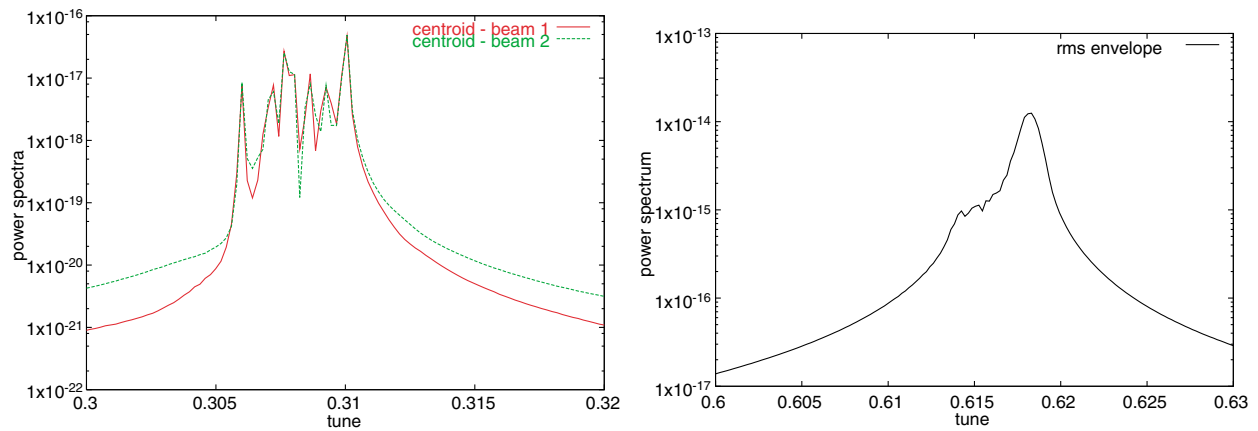 1x10-16
1x10-17
1x10-18
1x10-19
1x10-20
1x10-21
1x10-22
power spectra
centroid - beam 1
centroid - beam 2
0.3 0.305 0.31 0.315 0.32
tune
1x10-13
1x10-14
1x10-15
1x10-16
1x10-17
power spectrum
rms envelope
0.6 0.605 0.61 0.615 0.62 0.625 0.63
tune